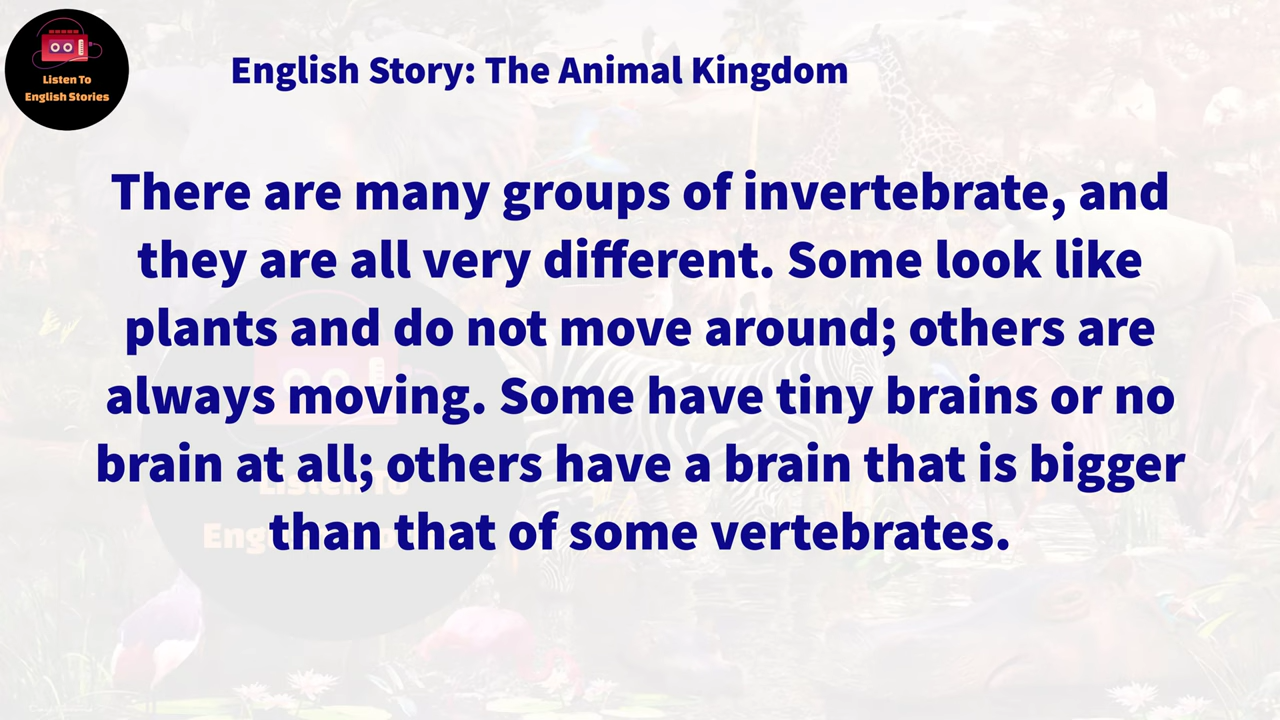 Listen To
English Stories
English Story: The Animal Kingdom
There are many groups of invertebrate, and
they are all very different. Some look like
plants and do not move around; others are
always moving. Some have tiny brains or no
brain at all; others have a brain that is bigger
than that of some vertebrates.